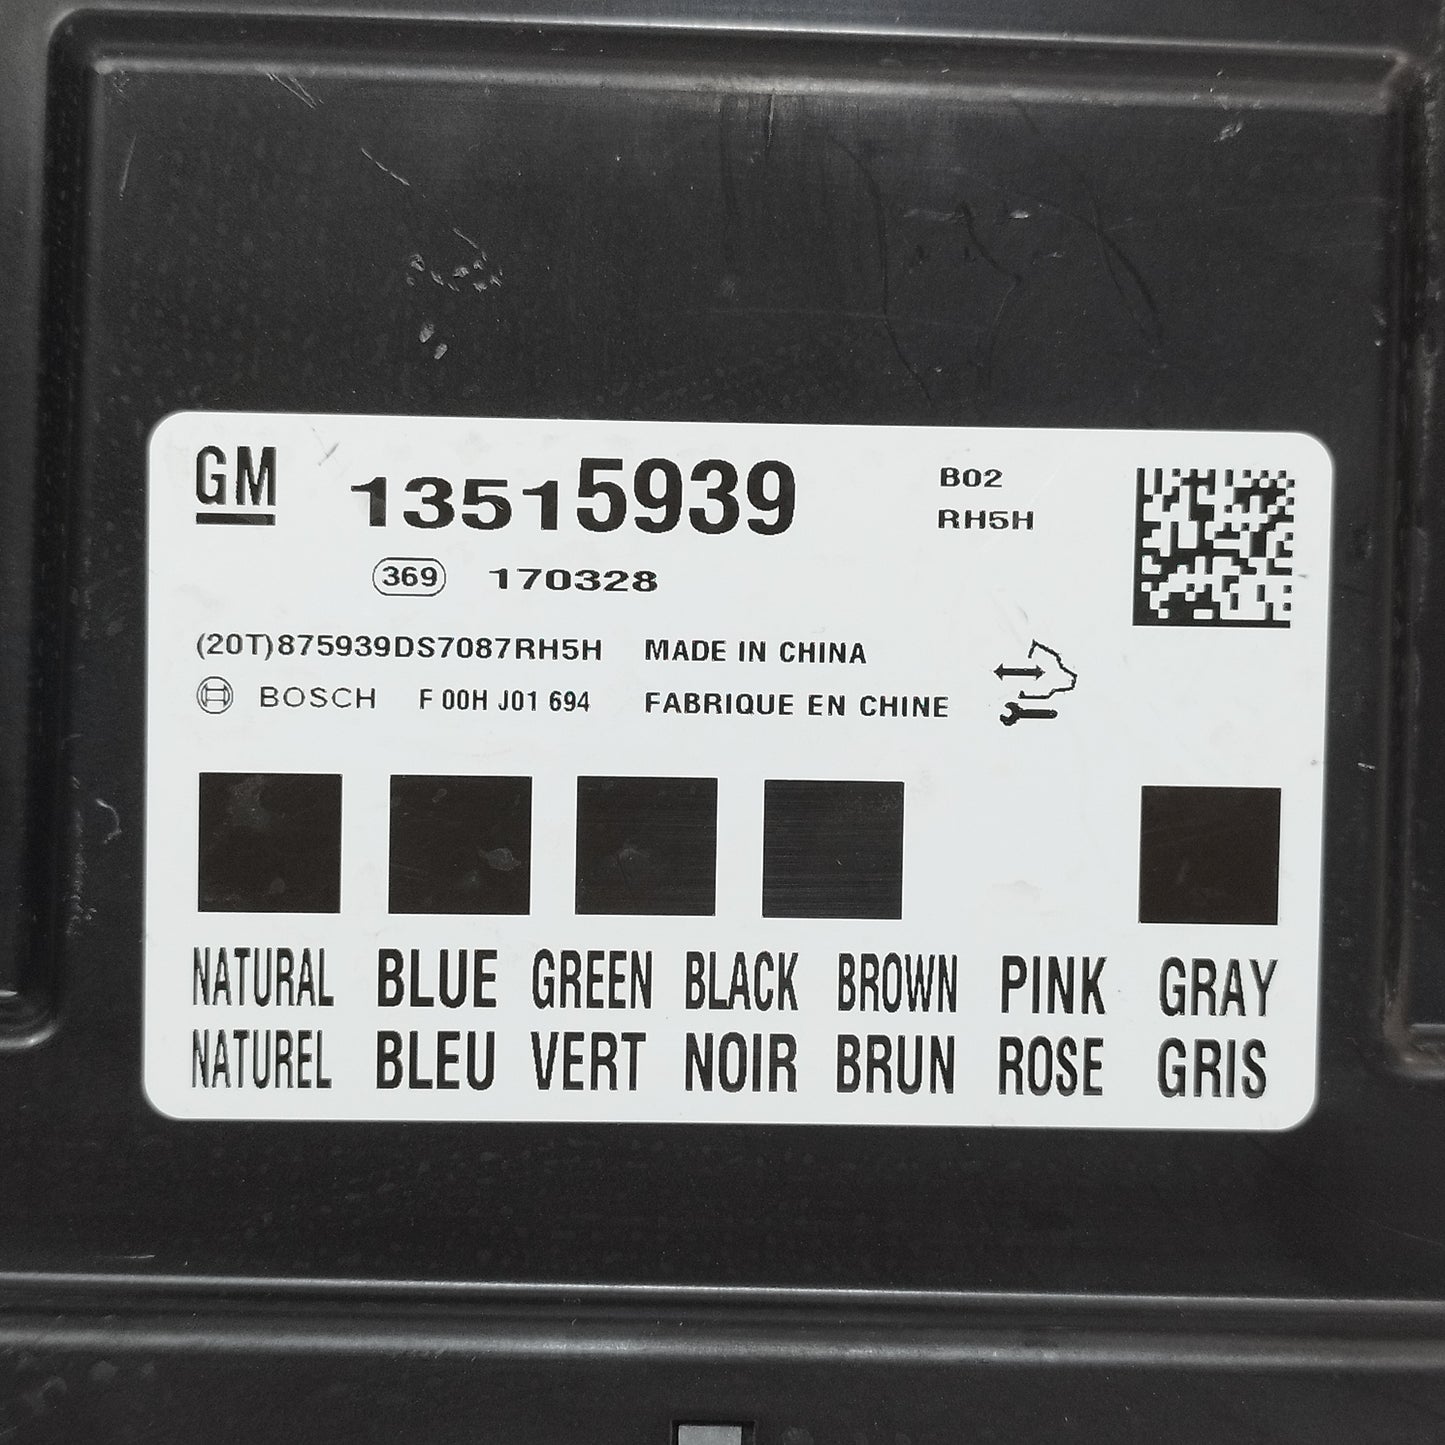 GM 13515939 B02
RH5H
369 170328
(20T)875939DS7087RH5H MADE IN CHINA
BOSCH F 00H J01 694 FABRIQUE EN CHINE
NATURAL BLUE GREEN BLACK BROWN PINK GRAY
NATUREL BLEU VERT NOIR BRUN ROSE GRIS